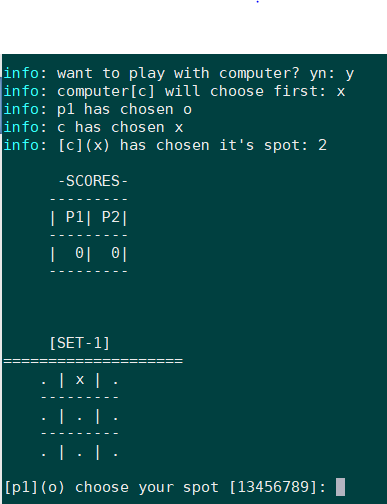 info: want to play with computer? yn: y
info: computer[c] will choose first: x
info: p1 has chosen o
info: c has chosen x
info: [c](x) has chosen it's spot: 2
-SCORES-
---------
| P1| P2|
---------
|  0|  0|
---------
[SET-1]
====================
. | x | .
---------
. | . | .
---------
. | . | .
[p1](o) choose your spot [13456789]: